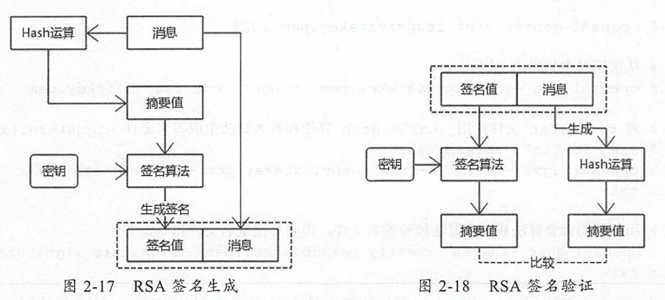 Hash运算
消息
摘要值
密钥
签名算法
生成签名
签名值
消息
图 2-17 RSA 签名生成
签名值
消息
生成
密钥
签名算法
Hash运算
摘要值
摘要值
比较
图 2-18 RSA 签名验证